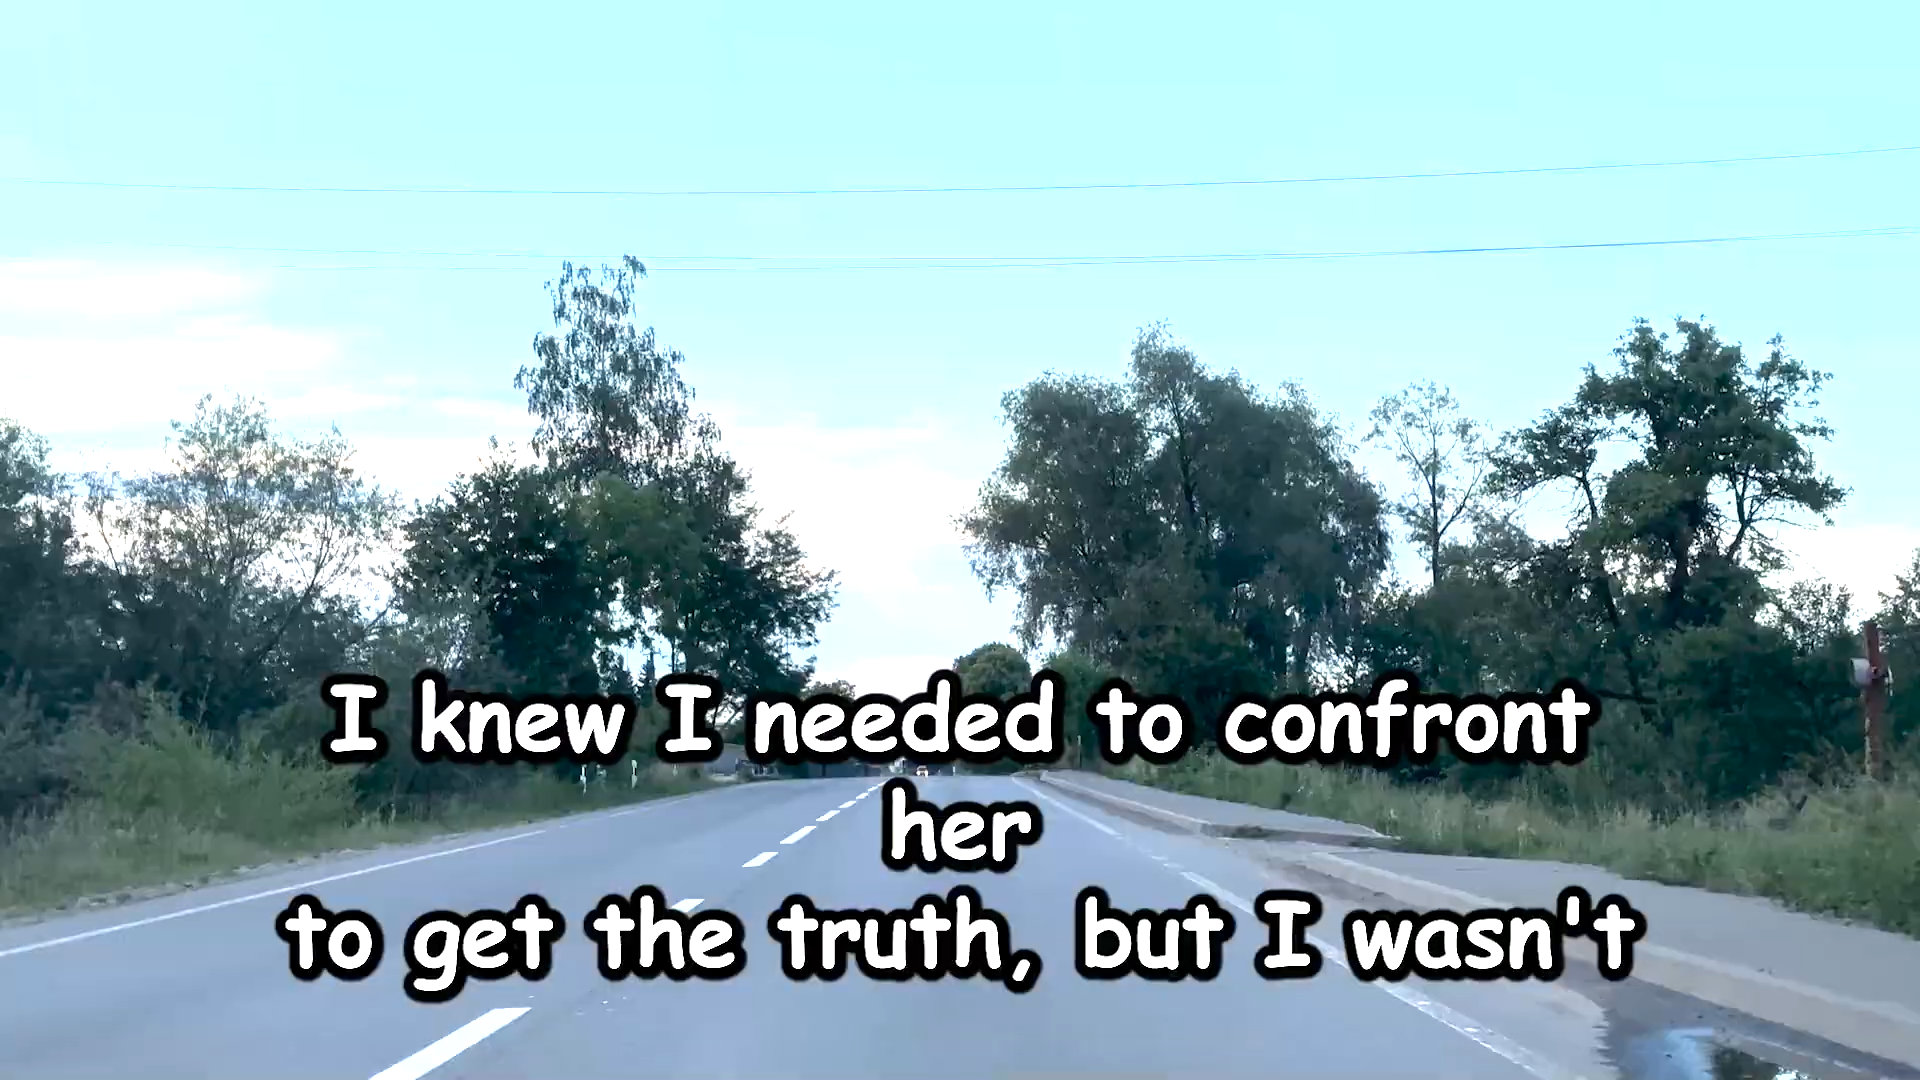 I knew I needed to confront
her
to get the truth, but I wasn't